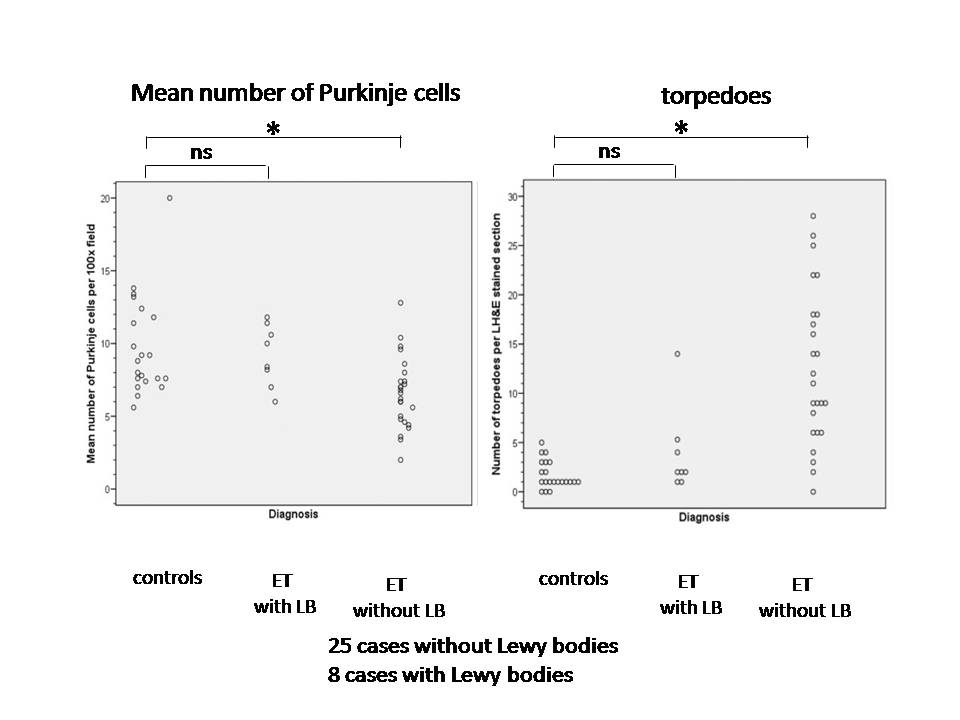 Mean number of Purkinje cells
torpedoes
*
*
ns
ns
Mean number of Purkinje cells per 100x field
20
15
10
5
0
Diagnosis
Number of torpedoes per LH&E stained section
30
25
20
15
10
5
0
Diagnosis
controls
ET
with LB
ET
without LB
controls
ET
with LB
ET
without LB
25 cases without Lewy bodies
8 cases with Lewy bodies